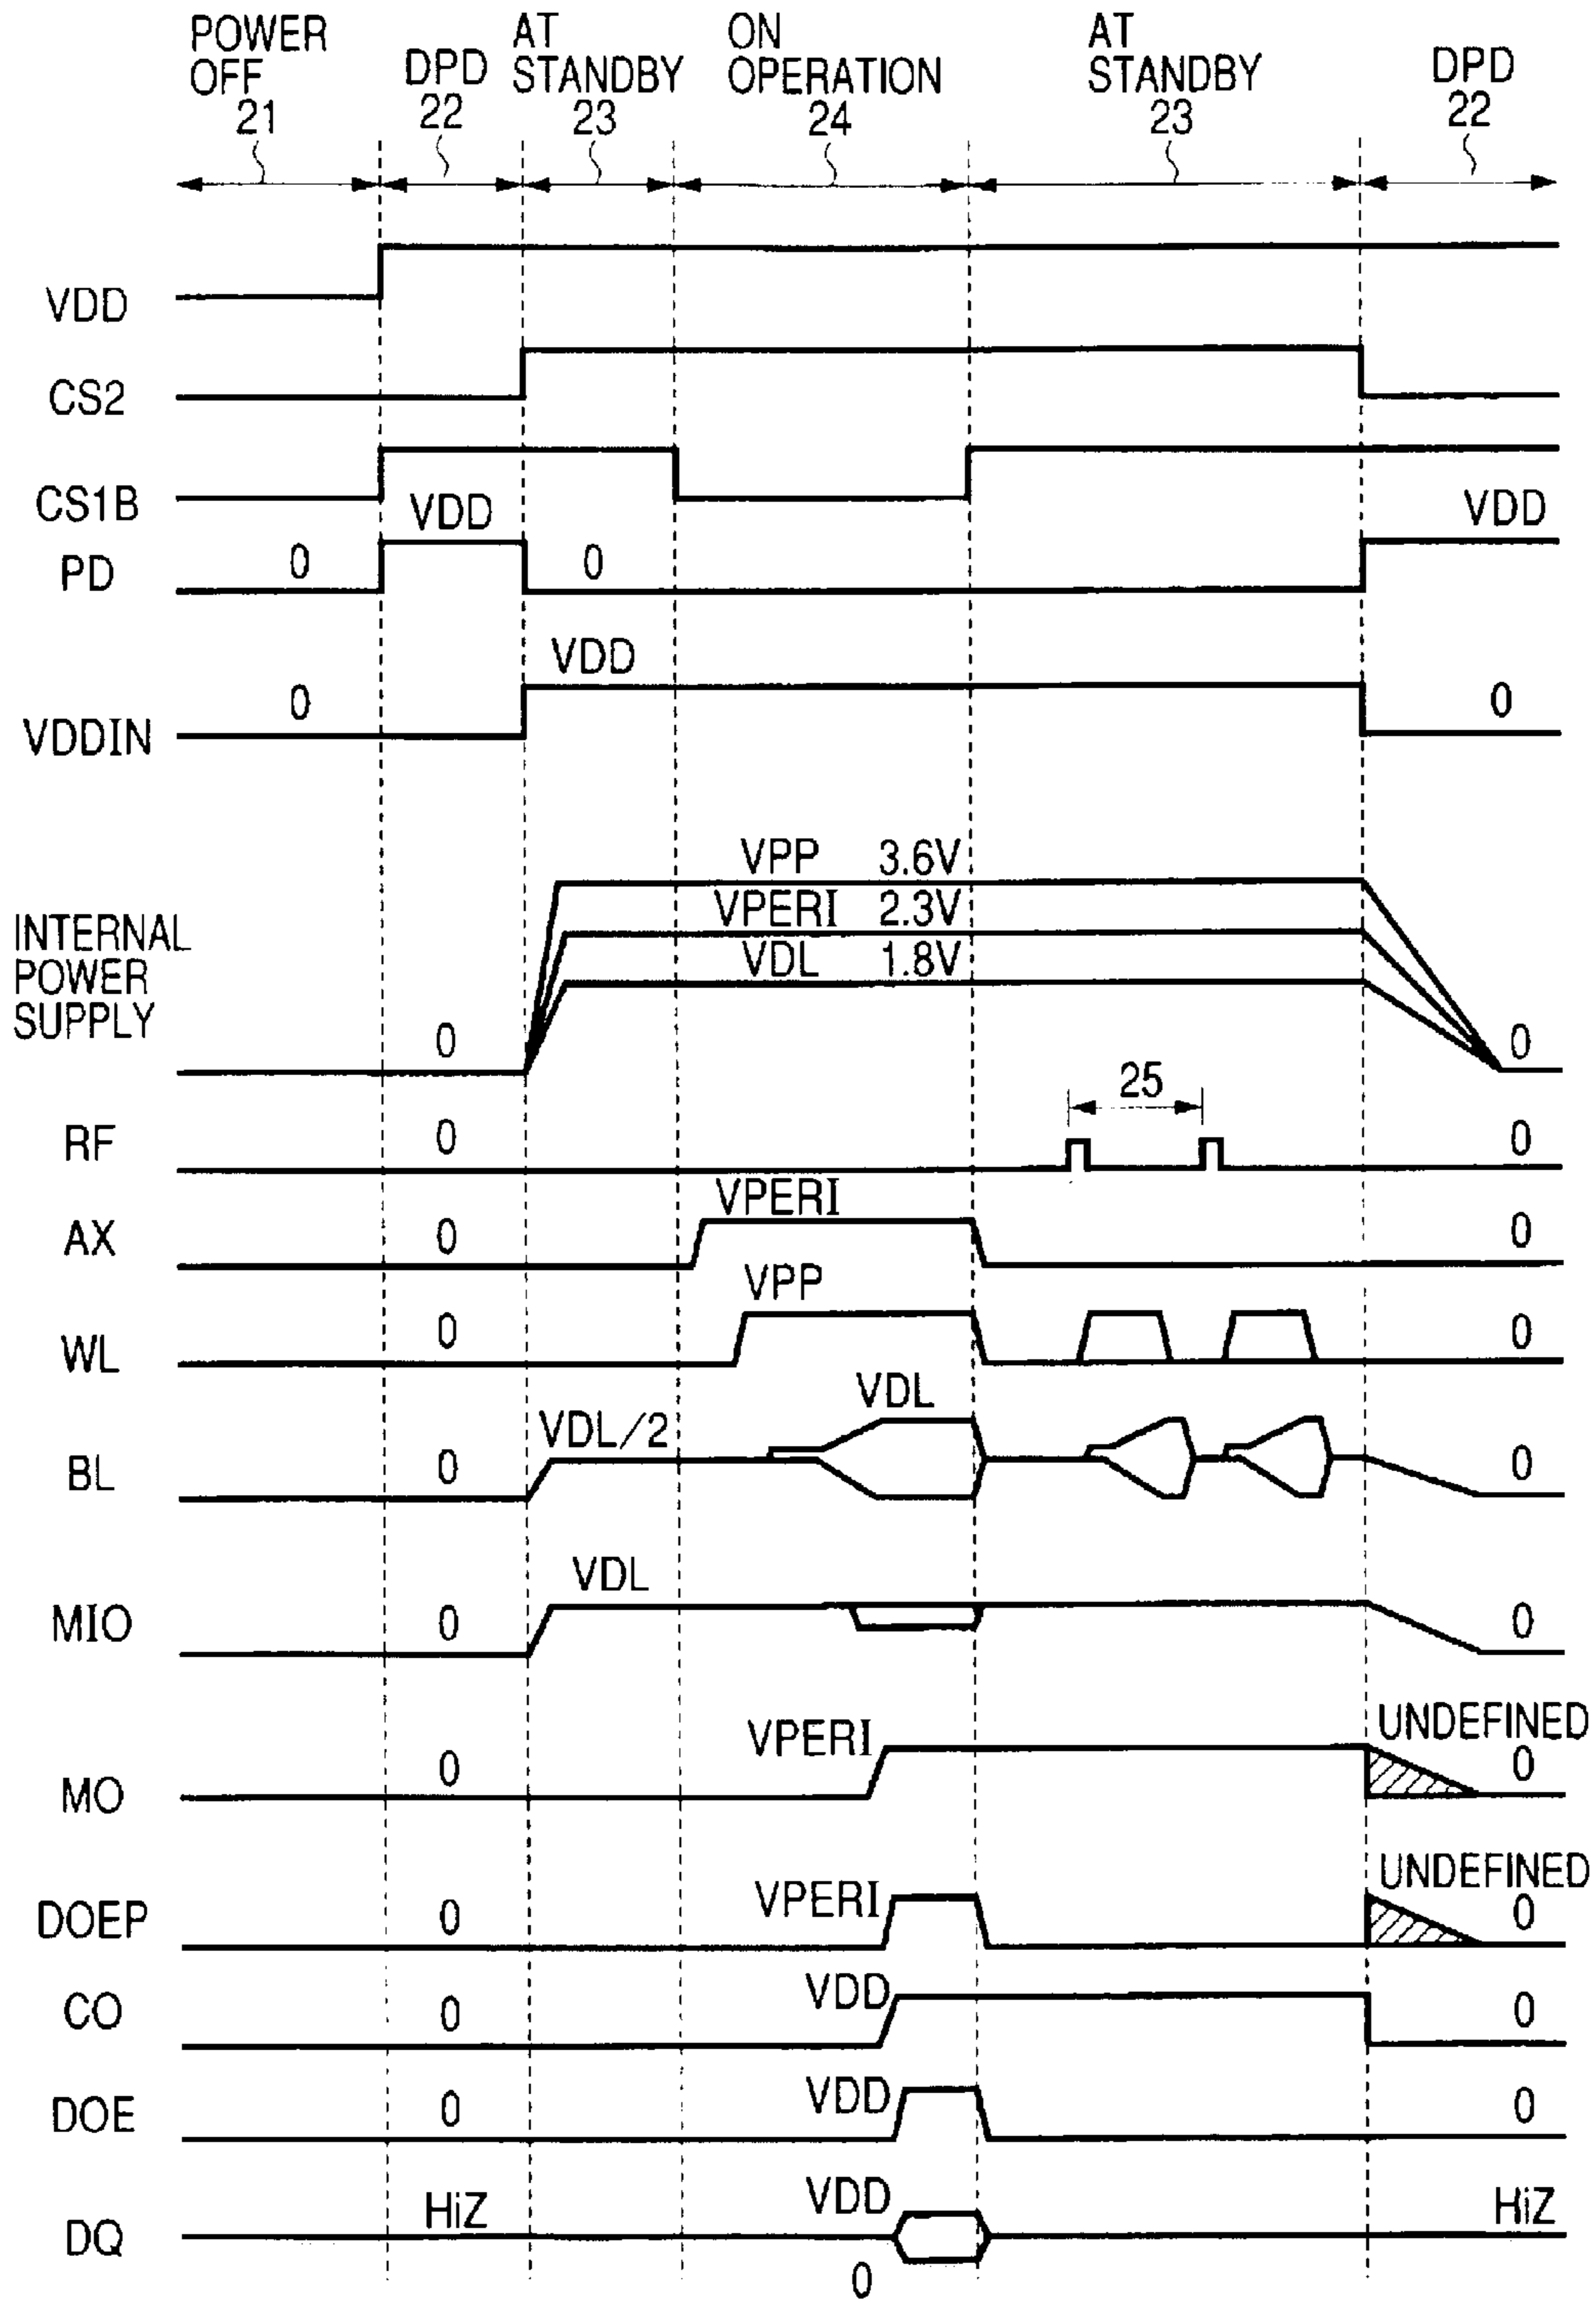 POWER
OFF
21
DPD
22
AT
STANDBY
23
ON
OPERATION
24
AT
STANDBY
23
DPD
22
VDD
CS2
CS1B
VDD
VDD
PD
0
0
VDD
VDDIN
0
0
INTERNAL
POWER
SUPPLY
VPP 3.6V
VPERI 2.3V
VDL 1.8V
0
0
25
RF
0
0
VPERI
AX
0
0
VPP
WL
0
0
VDL/2
VDL
BL
0
0
VDL
MIO
0
0
VPERI
UNDEFINED
MO
0
0
VPERI
UNDEFINED
DOEP
0
0
VDD
CO
0
0
VDD
DOE
0
0
VDD
DQ
HiZ
HiZ
0